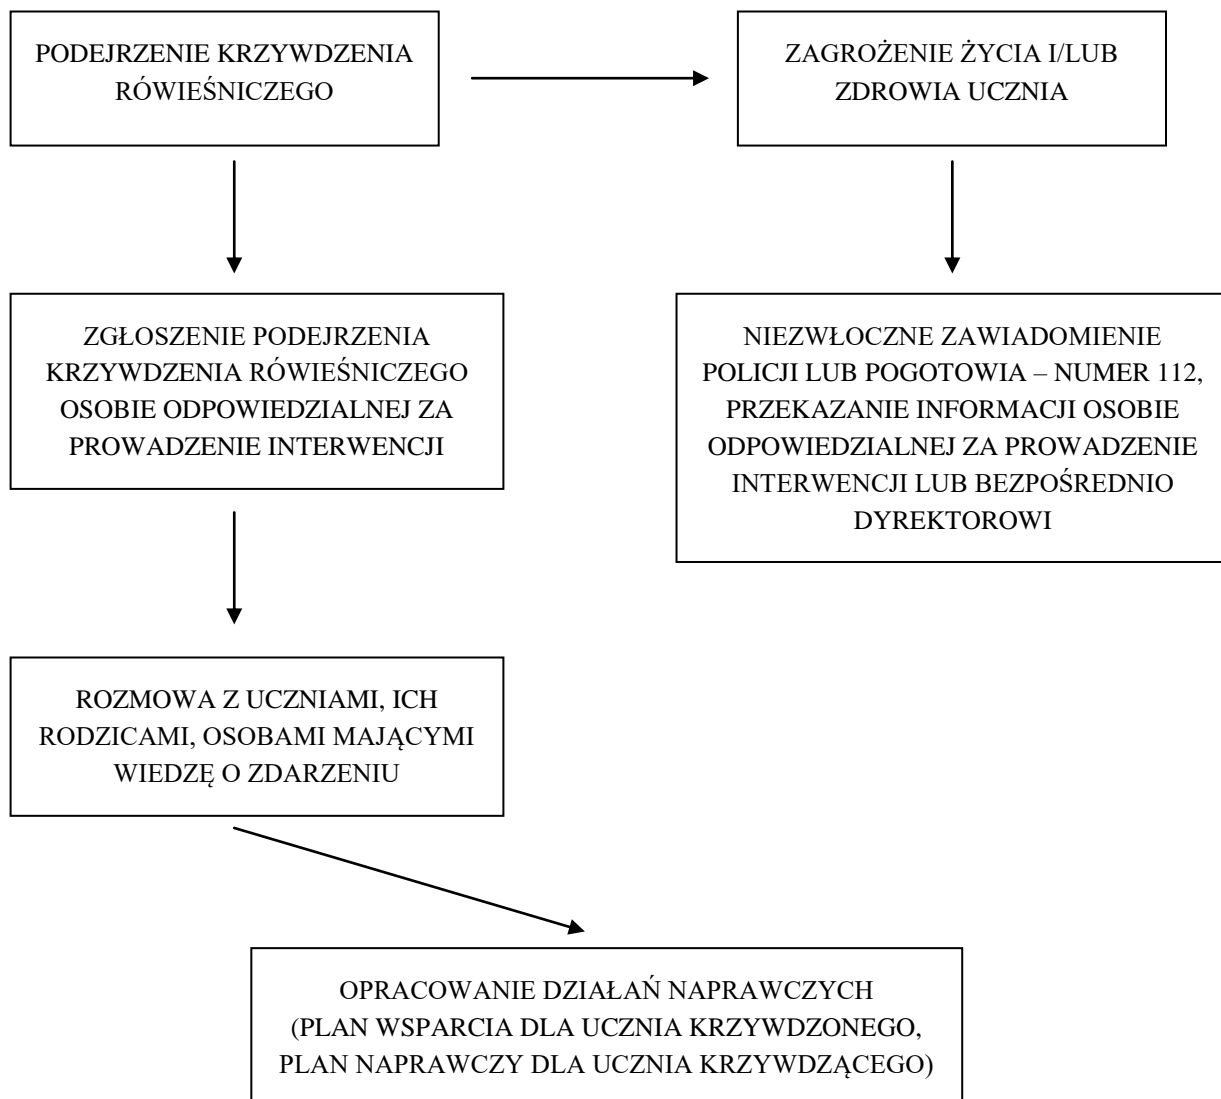 PODEJRZENIE KRZYWDZENIA
RÓWIEŚNICZEGO
ZAGROŻENIE ŻYCIA I/LUB
ZDROWIA UCZNIA
ZGŁOSZENIE PODEJRZENIA
KRZYWDZENIA RÓWIEŚNICZEGO
OSOBIE ODPOWIEDZIALNEJ ZA
PROWADZENIE INTERWENCJI
NIEZWŁOCZNE ZAWIADOMIENIE
POLICJI LUB POGOTOWIA – NUMER 112,
PRZEKAZANIE INFORMACJI OSOBIE
ODPOWIEDZIALNEJ ZA PROWADZENIE
INTERWENCJI LUB BEZPOŚREDNIO
DYREKTOROWI
ROZMOWA Z UCZNIAMI, ICH
RODZICAMI, OSOBAMI MAJĄCYMI
WIEDZĘ O ZDARZENIU
OPRACOWANIE DZIAŁAŃ NAPRAWCZYCH
(PLAN WSPARCIA DLA UCZNIA KRZYWDZONEGO,
PLAN NAPRAWCZY DLA UCZNIA KRZYWDZĄCEGO)